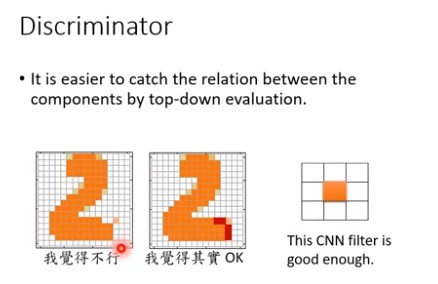 Discriminator
• It is easier to catch the relation between the
components by top-down evaluation.
我覺得不行
我覺得其實 OK
This CNN filter is
good enough.